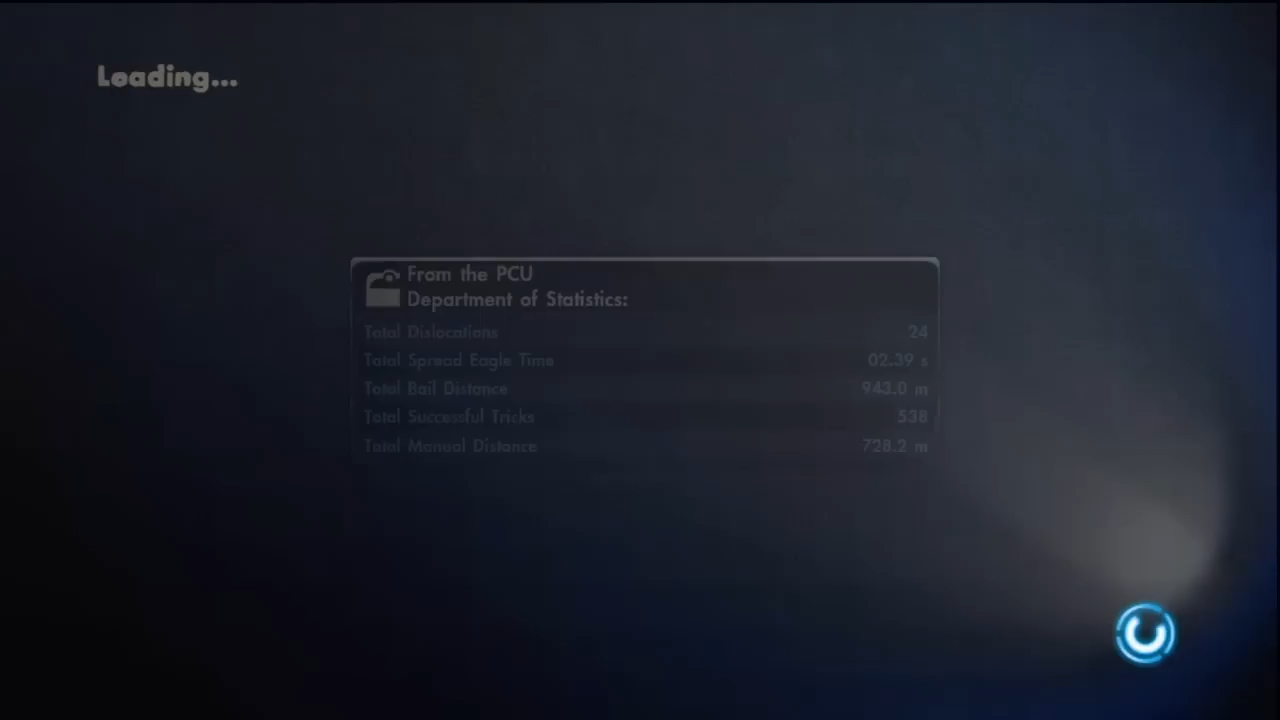 Loading...
From the PCU
Department of Statistics:
Total Dislocations 24
Total Spread Eagle Time 02.39 s
Total Bail Distance 943.0 m
Total Successful Tricks 538
Total Manual Distance 728.2 m